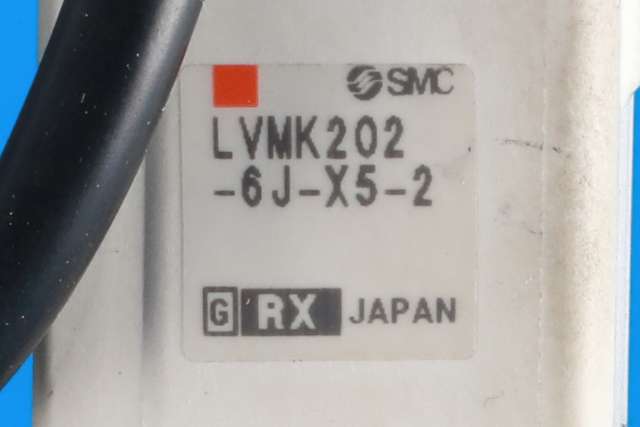 SMC
LVMK202
-6J-X5-2
G RX JAPAN